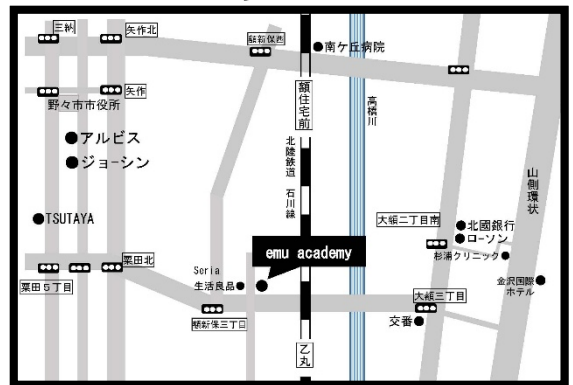 三納
矢作北
額新保西
南ケ丘病院
矢作
野々市市役所
額住宅前
高橋川
アルビス
ジョーシン
北陸鉄道 石川線
山側環状
TSUTAYA
大額二丁目南
北國銀行
ローソン
杉浦クリニック
emu academy
粟田北
粟田5丁目
Seria
生活良品
金沢国際
ホテル
大額三丁目
額新保三丁目
交番
乙丸